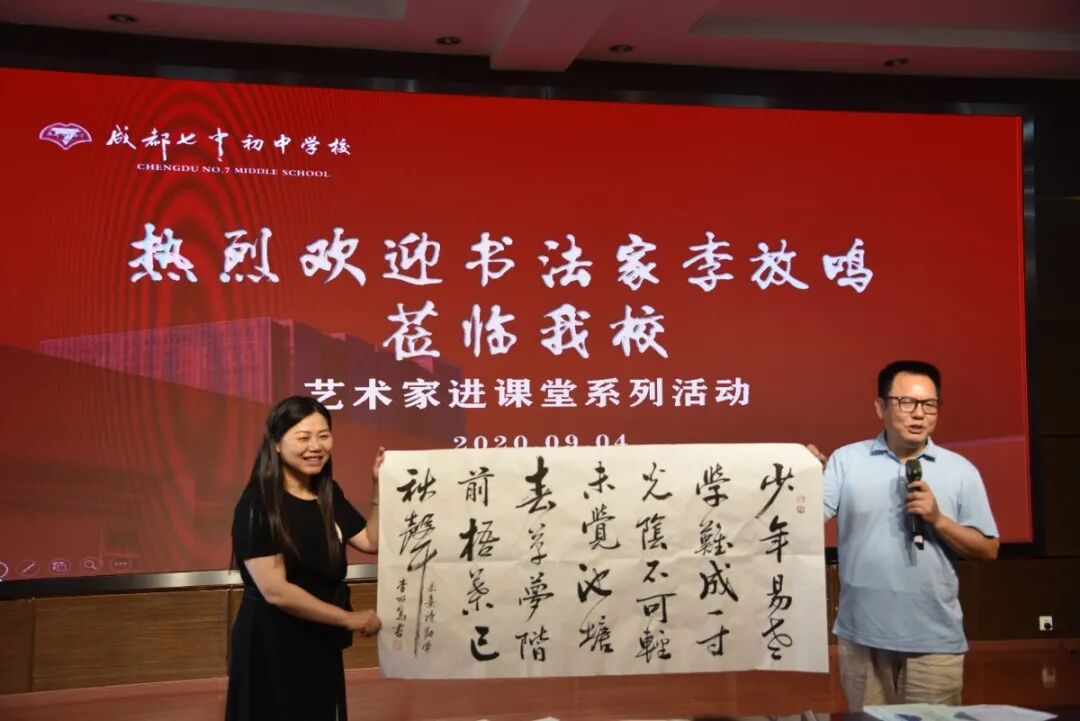 成都七中初中学校
CHENGDU NO.7 MIDDLE SCHOOL
热烈欢迎书法家李放鸣
莅临我校
艺术家进课堂系列活动
2020.09.04
少年易老
學難成一寸
光陰不可輕
未覺池塘
春草夢階
前梧葉已
秋聲